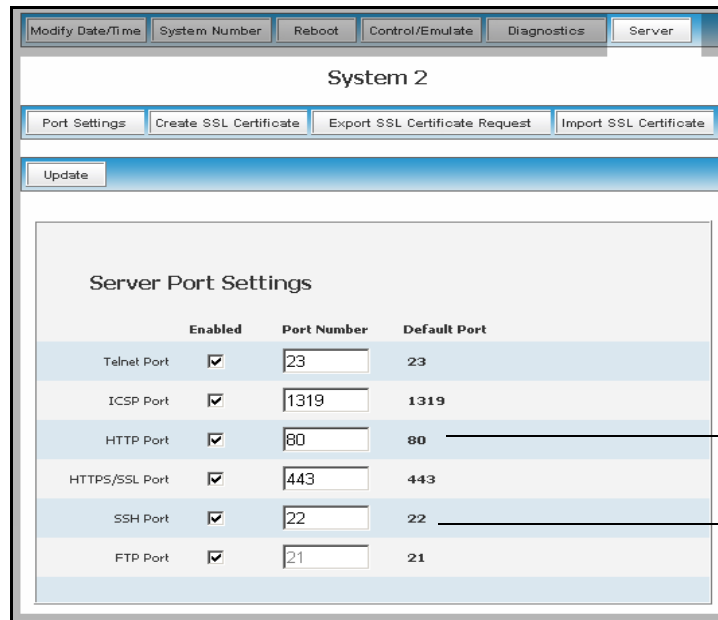 Modify Date/Time System Number Reboot Control/Emulate Diagnostics Server
System 2
Port Settings Create SSL Certificate Export SSL Certificate Request Import SSL Certificate
Update
Server Port Settings
Enabled Port Number Default Port
Telnet Port 23 23
ICSP Port 1319 1319
HTTP Port 80 80
HTTPS/SSL Port 443 443
SSH Port 22 22
FTP Port 21 21